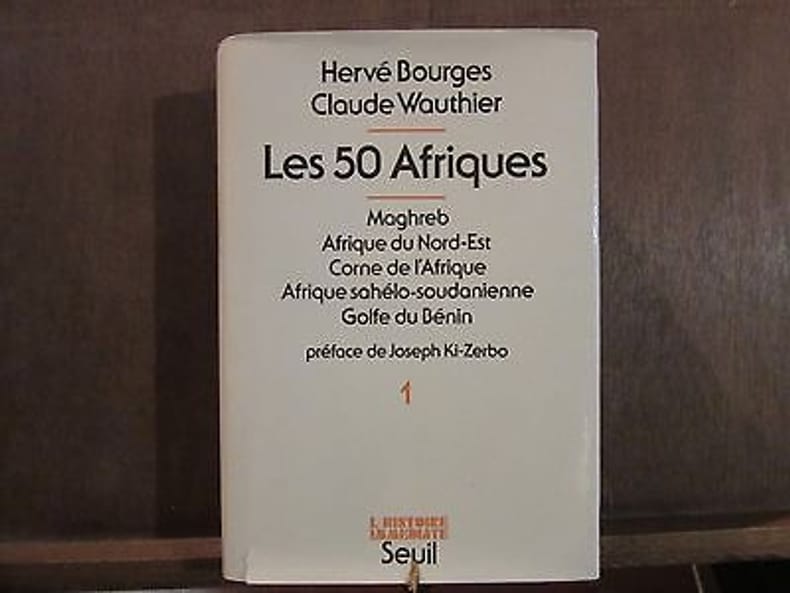 Hervé Bourges
Claude Wauthier
Les 50 Afriques
Maghreb
Afrique du Nord-Est
Corne de l'Afrique
Afrique sahélo-soudanienne
Golfe du Bénin
préface de Joseph Ki-Zerbo
1
L'HISTOIRE
IMMEDIATE
Seuil